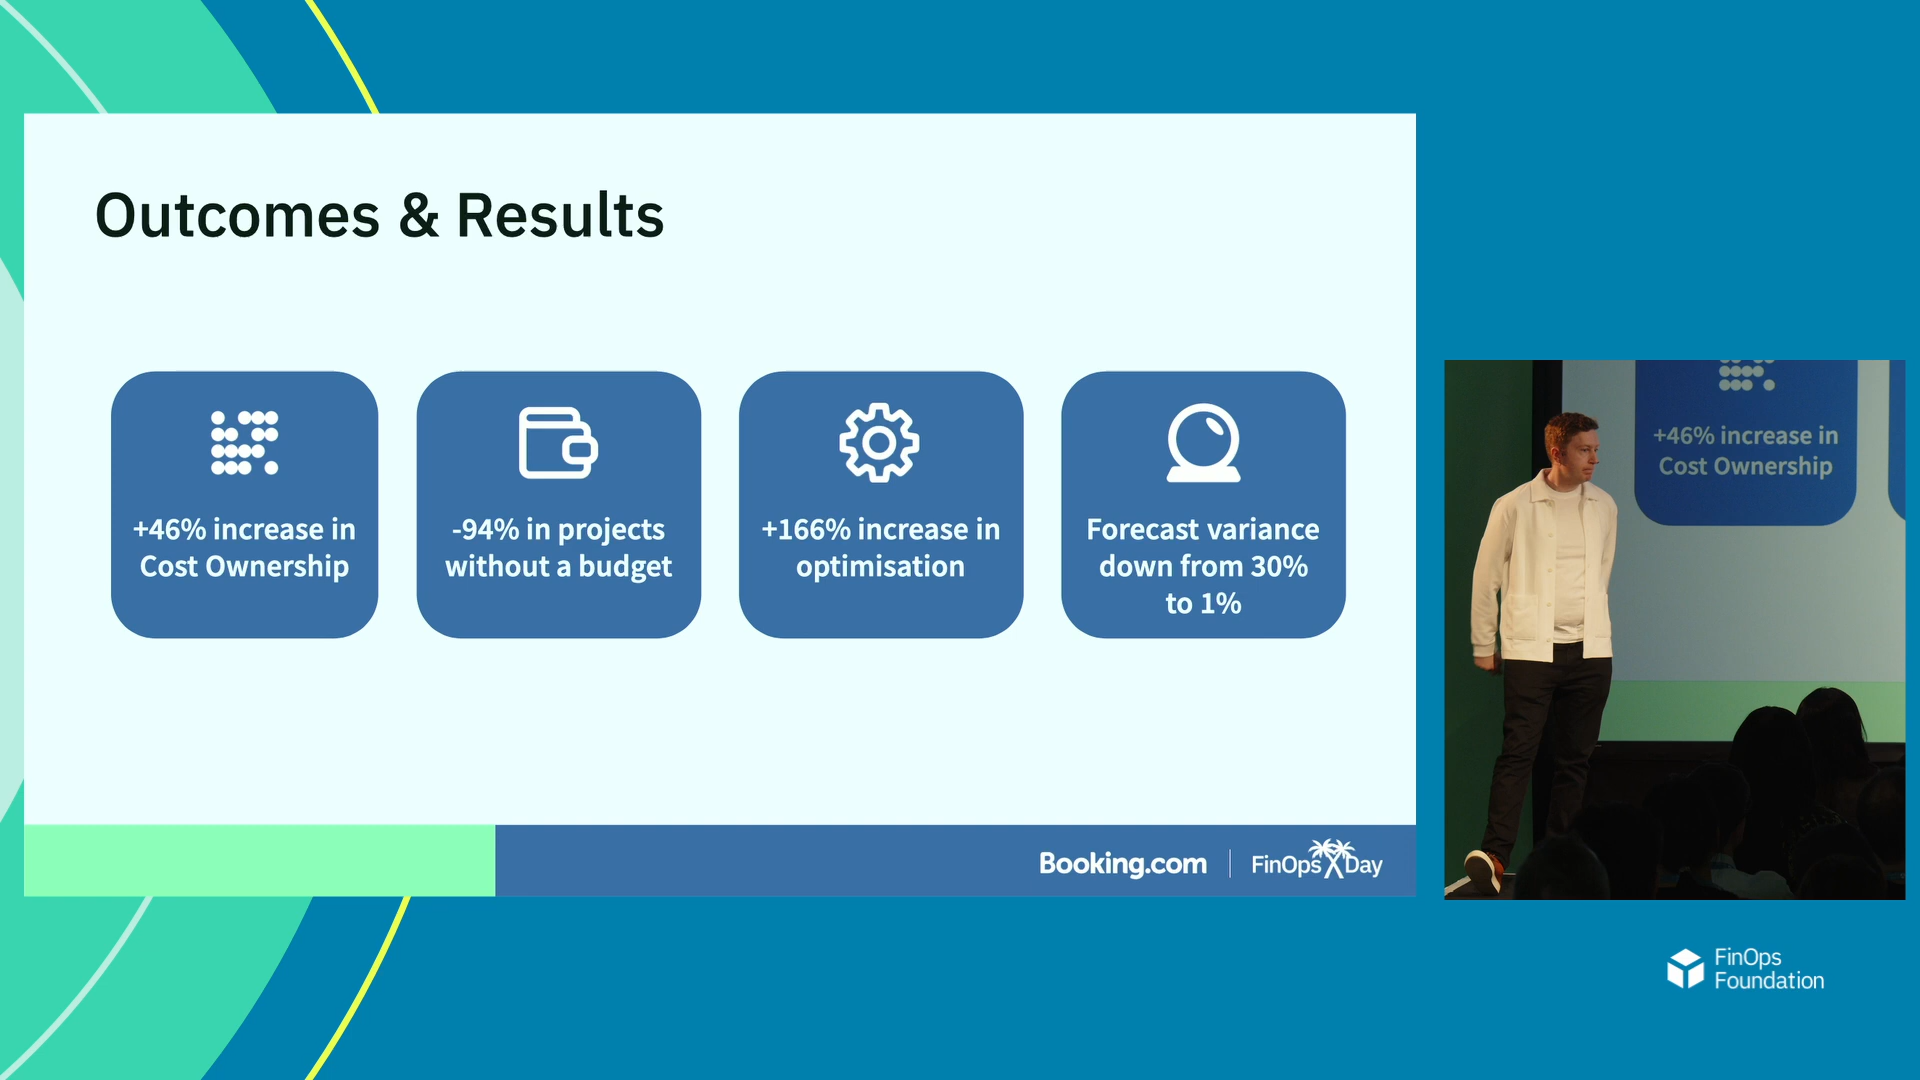 Outcomes & Results
+46% increase in
Cost Ownership
-94% in projects
without a budget
+166% increase in
optimisation
Forecast variance
down from 30%
to 1%
Booking.com
FinOps X Day
+46% increase in
Cost Ownership
FinOps
Foundation